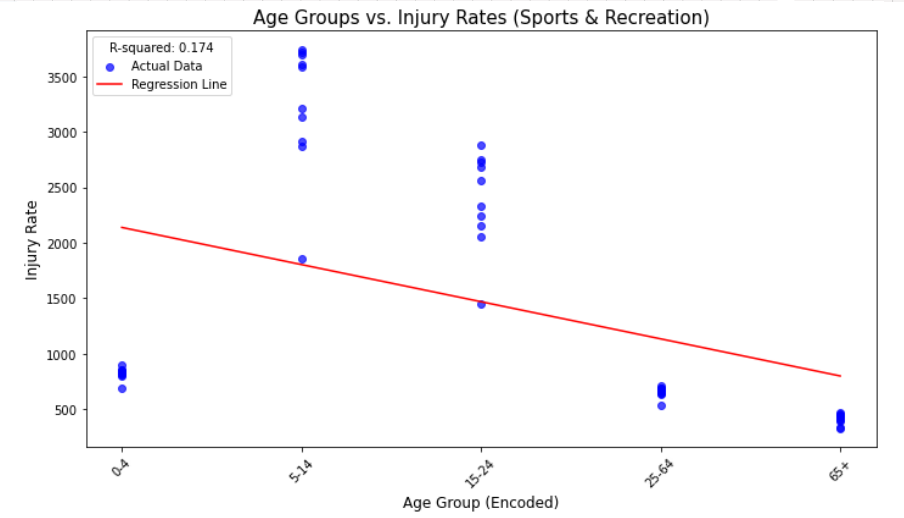 Age Groups vs. Injury Rates (Sports & Recreation)
R-squared: 0.174
Actual Data
Regression Line
Injury Rate
3500
3000
2500
2000
1500
1000
500
0-4
5-14
15-24
25-64
65+
Age Group (Encoded)